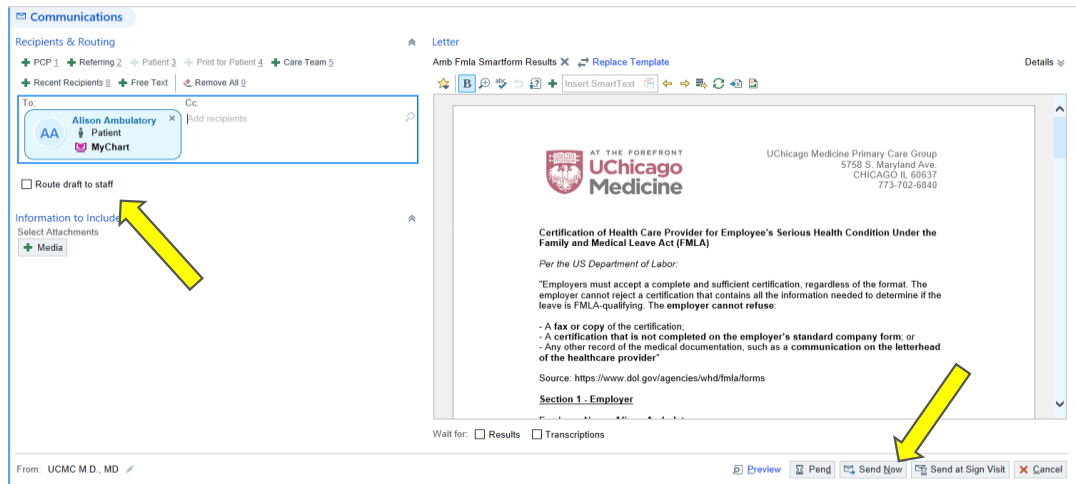 Communications
Recipients & Routing
PCP 1 Referring 2 Patient 3 Print for Patient 4 Care Team 5
Recent Recipients 8 Free Text Remove All 0
To:
Cc:
AA
Alison Ambulatory
Patient
MyChart
Add recipients
Route draft to staff
Information to Include
Select Attachments
Media
Letter
Amb Fmla Smartform Results Replace Template
Details
B
abc
Insert SmartText
AT THE FOREFRONT
UChicago
Medicine
UChicago Medicine Primary Care Group
5758 S. Maryland Ave.
CHICAGO IL 60637
773-702-6840
Certification of Health Care Provider for Employee's Serious Health Condition Under the
Family and Medical Leave Act (FMLA)
Per the US Department of Labor:
"Employers must accept a complete and sufficient certification, regardless of the format. The
employer cannot reject a certification that contains all the information needed to determine if the
leave is FMLA-qualifying. The employer cannot refuse:
- A fax or copy of the certification;
- A certification that is not completed on the employer's standard company form; or
- Any other record of the medical documentation, such as a communication on the letterhead
of the healthcare provider"
Source: https://www.dol.gov/agencies/whd/fmla/forms
Section 1 - Employer
Wait for: Results Transcriptions
From: UCMC M.D., MD
Preview Pend Send Now Send at Sign Visit Cancel